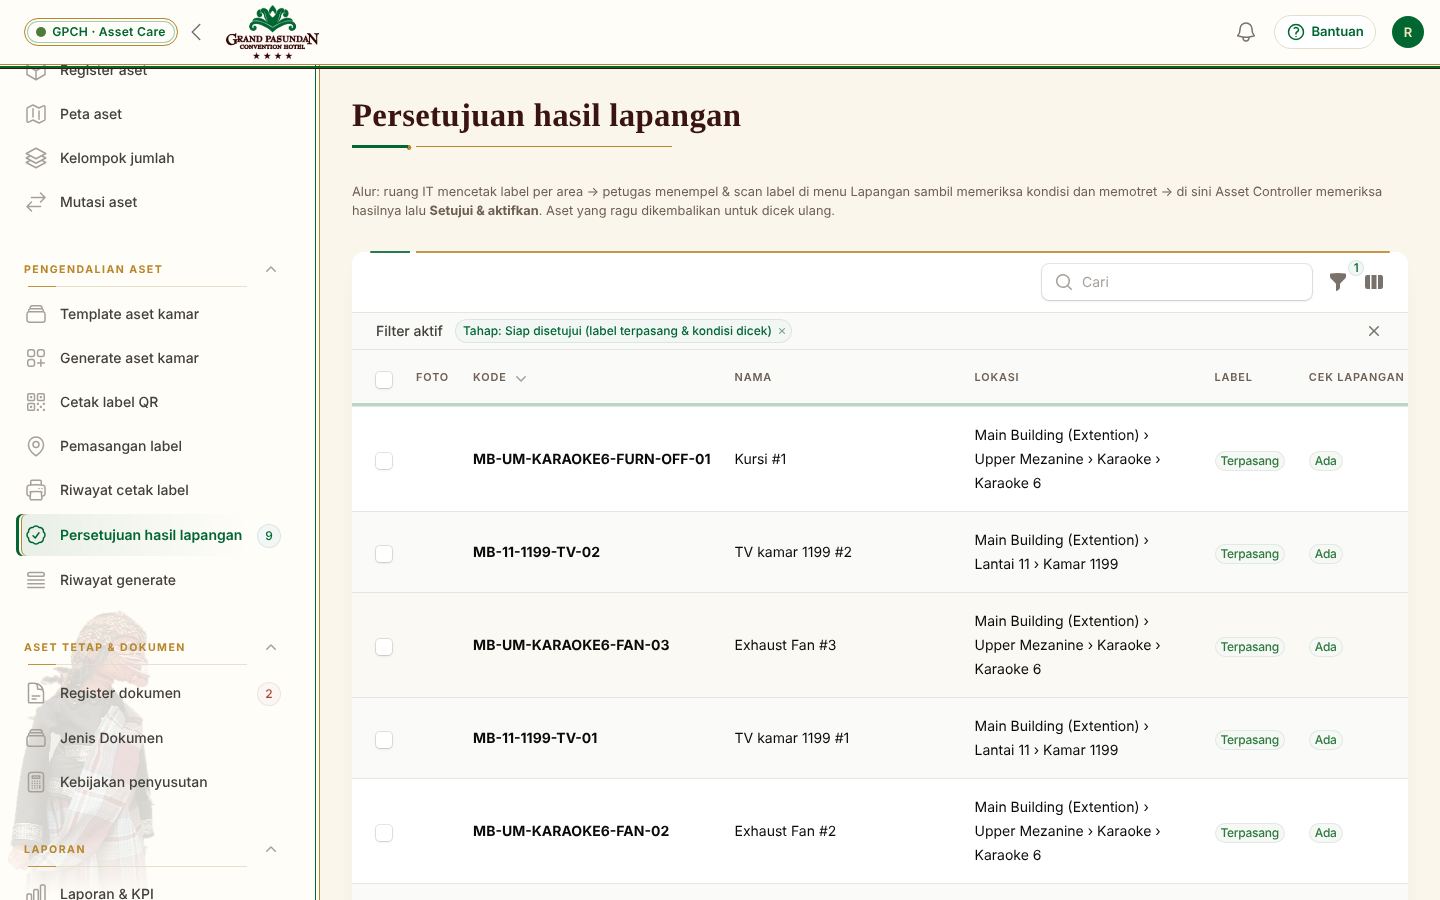 GPCH · Asset Care
GRAND PASUNDAN
CONVENTION HOTEL
Bantuan
R
Register aset
Peta aset
Kelompok jumlah
Mutasi aset
PENGENDALIAN ASET
Template aset kamar
Generate aset kamar
Cetak label QR
Pemasangan label
Riwayat cetak label
Persetujuan hasil lapangan 9
Riwayat generate
ASET TETAP & DOKUMEN
Register dokumen 2
Jenis Dokumen
Kebijakan penyusutan
LAPORAN
Laporan & KPI
Persetujuan hasil lapangan
Alur: ruang IT mencetak label per area → petugas menempel & scan label di menu Lapangan sambil memeriksa kondisi dan memotret → di sini Asset Controller memeriksa
hasilnya lalu Setujui & aktifkan. Aset yang ragu dikembalikan untuk dicek ulang.
Cari
1
Filter aktif
Tahap: Siap disetujui (label terpasang & kondisi dicek) ×
FOTO KODE NAMA LOKASI LABEL CEK LAPANGAN
MB-UM-KARAOKE6-FURN-OFF-01
Kursi #1
Main Building (Extention) ›
Upper Mezanine › Karaoke ›
Karaoke 6
Terpasang
Ada
MB-11-1199-TV-02
TV kamar 1199 #2
Main Building (Extention) ›
Lantai 11 › Kamar 1199
Terpasang
Ada
MB-UM-KARAOKE6-FAN-03
Exhaust Fan #3
Main Building (Extention) ›
Upper Mezanine › Karaoke ›
Karaoke 6
Terpasang
Ada
MB-11-1199-TV-01
TV kamar 1199 #1
Main Building (Extention) ›
Lantai 11 › Kamar 1199
Terpasang
Ada
MB-UM-KARAOKE6-FAN-02
Exhaust Fan #2
Main Building (Extention) ›
Upper Mezanine › Karaoke ›
Karaoke 6
Terpasang
Ada